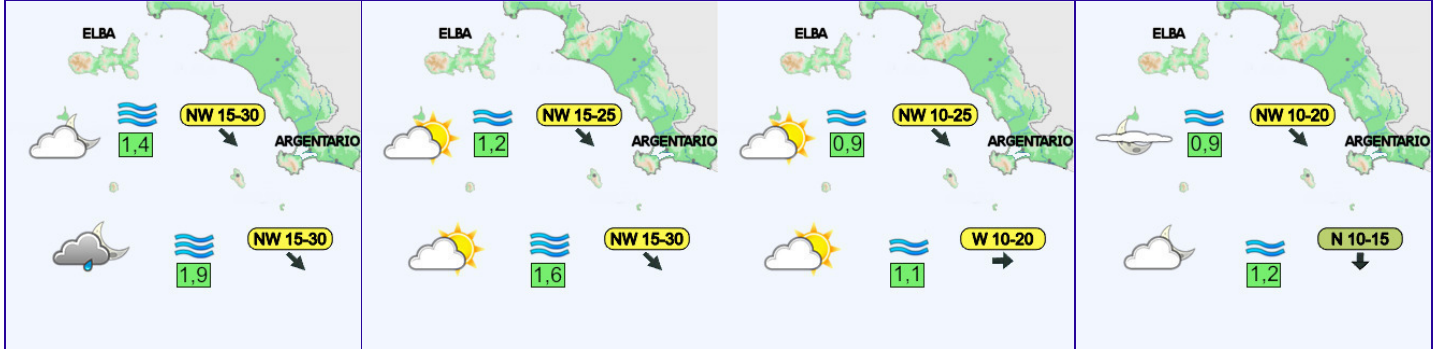 ELBA
NW 15-30
1,4
ARGENTARIO
NW 15-30
1,9
ELBA
NW 15-25
1,2
ARGENTARIO
NW 15-30
1,6
ELBA
NW 10-25
0,9
ARGENTARIO
W 10-20
1,1
ELBA
NW 10-20
0,9
ARGENTARIO
N 10-15
1,2